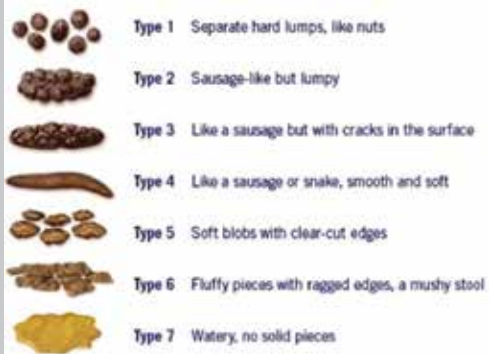 Type 1 Separate hard lumps, like nuts
Type 2 Sausage-like but lumpy
Type 3 Like a sausage but with cracks in the surface
Type 4 Like a sausage or snake, smooth and soft
Type 5 Soft blobs with clear-cut edges
Type 6 Fluffy pieces with ragged edges, a mushy stool
Type 7 Watery, no solid pieces